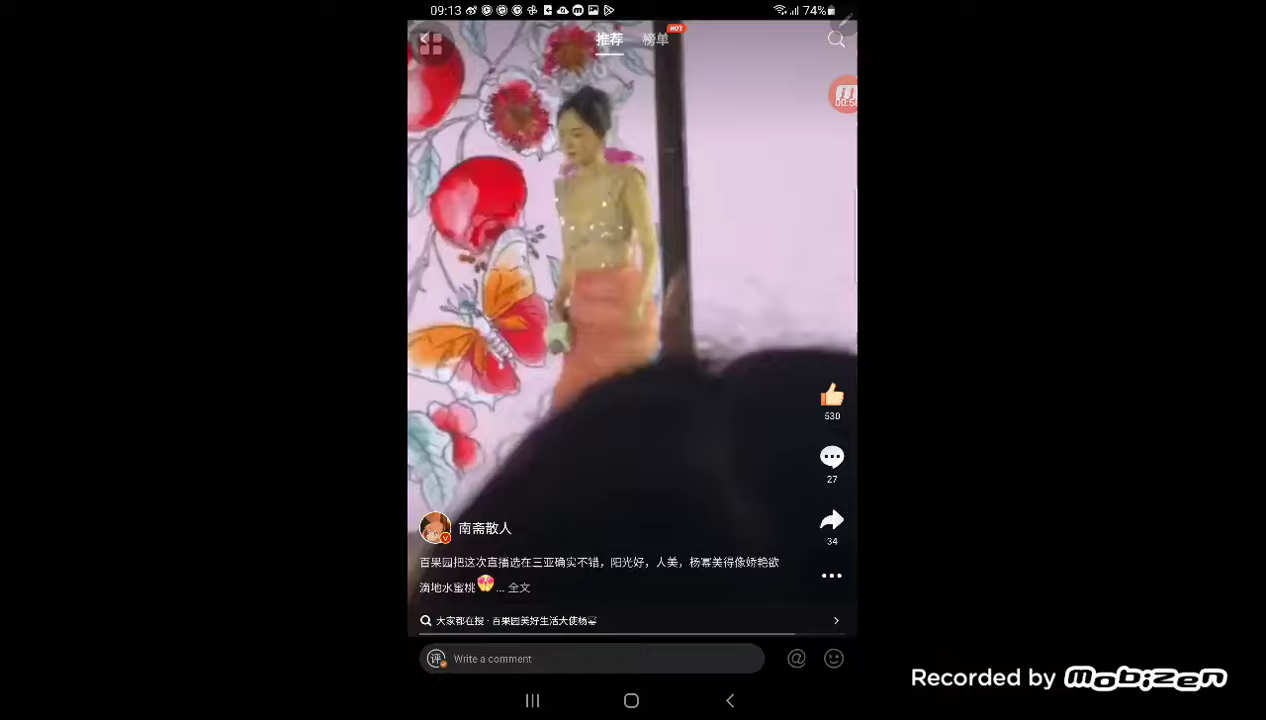 09:13
74%
推荐
榜单
HOT
530
27
34
南斋散人
百果园把这次直播选在三亚确实不错，阳光好，人美，杨幂美得像娇艳欲
滴地水蜜桃 ... 全文
大家都在搜 · 百果园美好生活大使杨幂
评
Write a comment
@
Recorded by mobizen